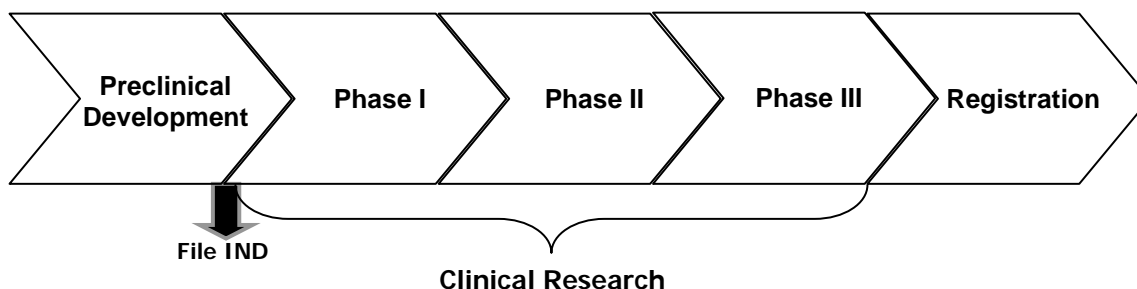 Preclinical
Development
Phase I
Phase II
Phase III
Registration
File IND
Clinical Research